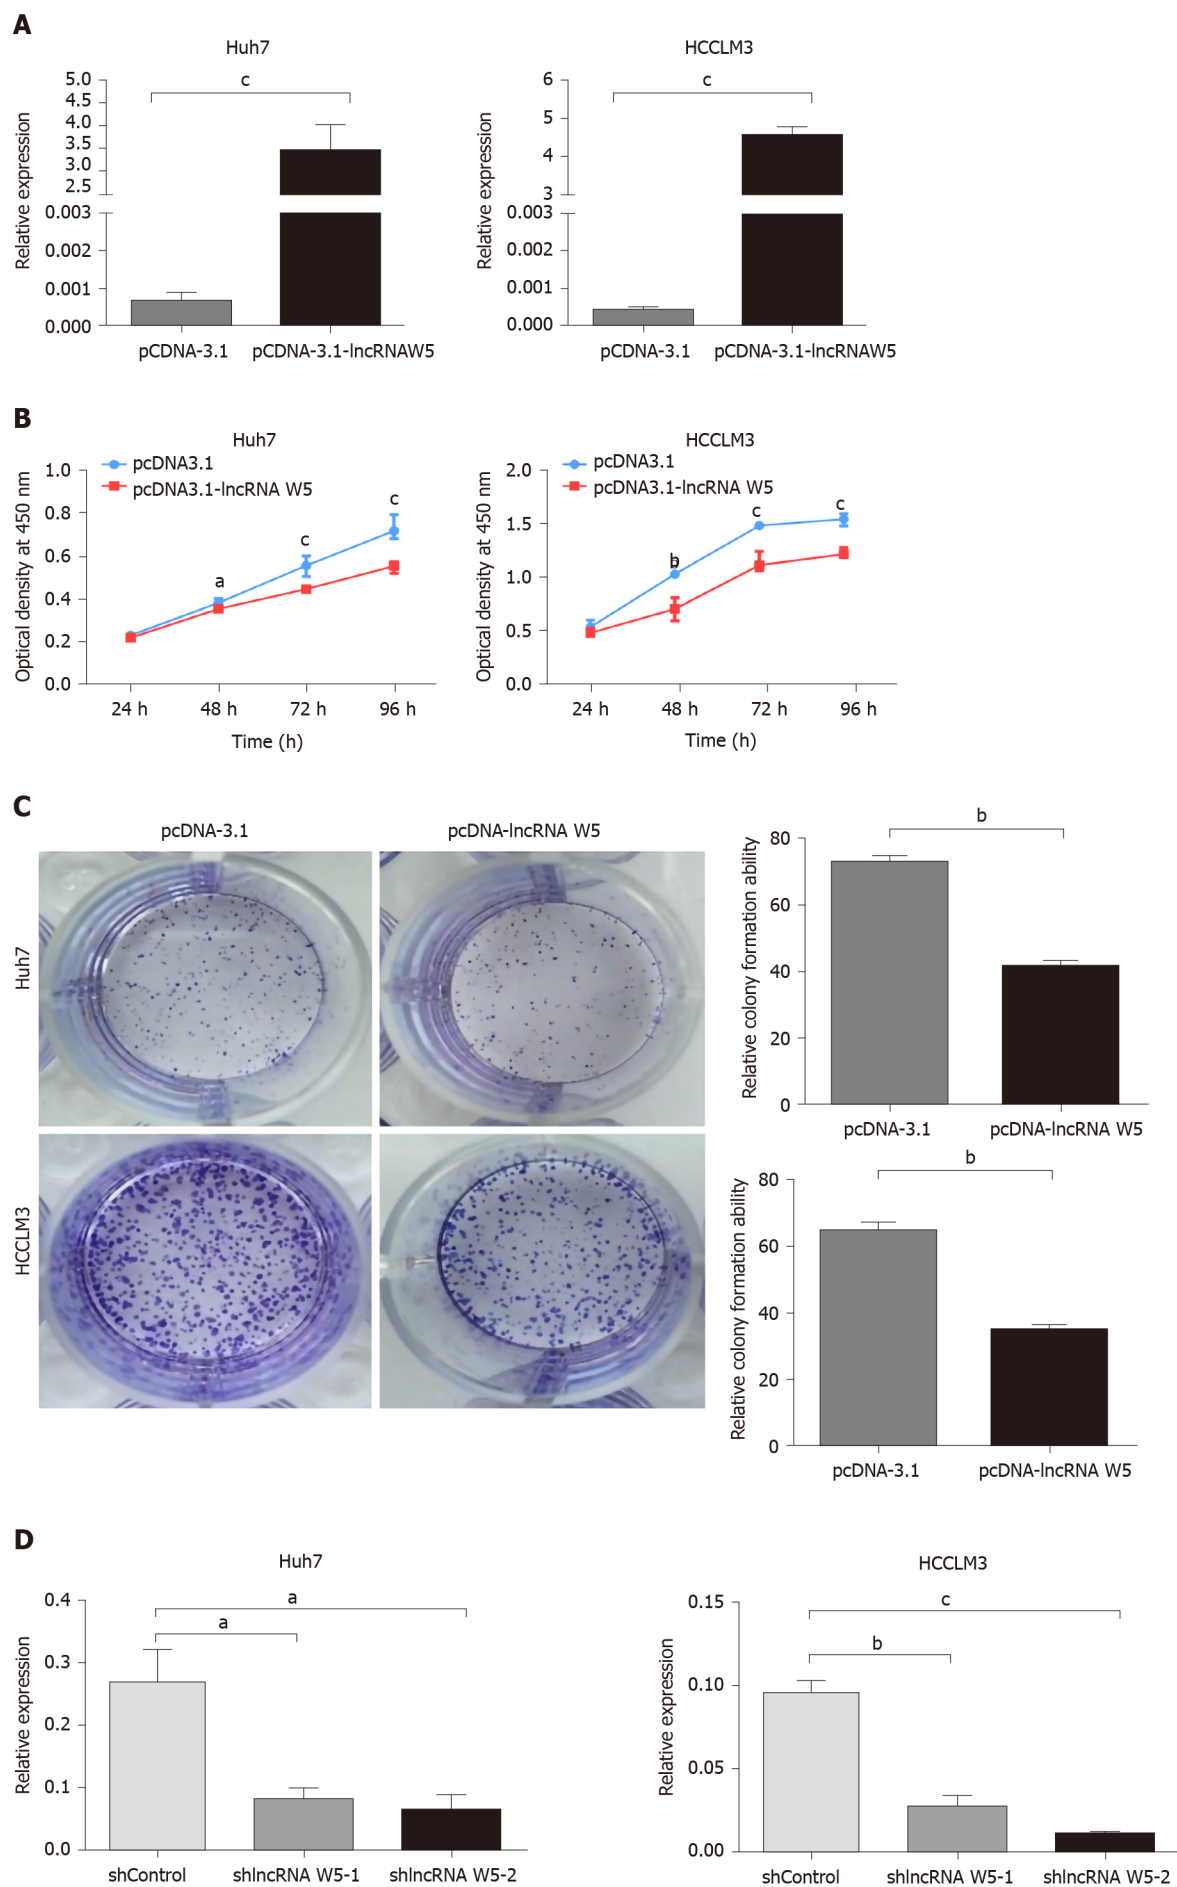 A
Huh7
HCCLM3
Relative expression
5.0
4.5
4.0
3.5
3.0
2.5
0.003
0.002
0.001
0.000
c
pCDNA-3.1
pCDNA-3.1-lncRNAW5
Relative expression
6
5
4
3
0.003
0.002
0.001
0.000
c
pCDNA-3.1
pCDNA-3.1-lncRNAW5
B
Huh7
pcDNA3.1
pcDNA3.1-lncRNA W5
Optical density at 450 nm
1.0
0.8
0.6
0.4
0.2
0.0
a
c
c
24 h
48 h
72 h
96 h
Time (h)
HCCLM3
pcDNA3.1
pcDNA3.1-lncRNA W5
Optical density at 450 nm
2.0
1.5
1.0
0.5
0.0
b
c
c
24 h
48 h
72 h
96 h
Time (h)
C
pcDNA-3.1
pcDNA-lncRNA W5
Huh7
HCCLM3
Relative colony formation ability
80
60
40
20
0
b
pcDNA-3.1
pcDNA-lncRNA W5
Relative colony formation ability
80
60
40
20
0
b
pcDNA-3.1
pcDNA-lncRNA W5
D
Huh7
Relative expression
0.4
0.3
0.2
0.1
0.0
a
a
shControl
shlncRNA W5-1
shlncRNA W5-2
HCCLM3
Relative expression
0.15
0.10
0.05
0.00
c
b
shControl
shlncRNA W5-1
shlncRNA W5-2